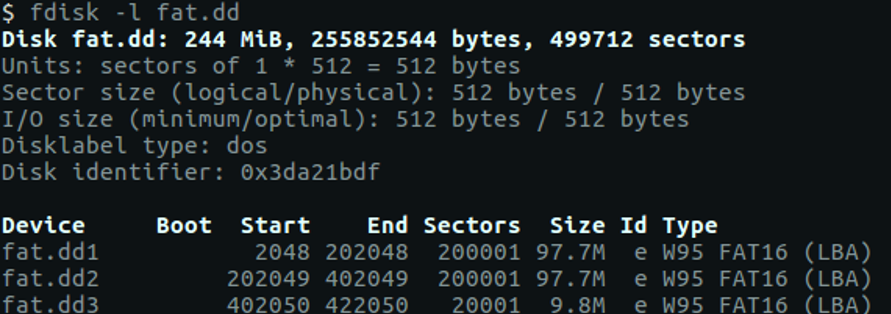 $ fdisk -l fat.dd
Disk fat.dd: 244 MiB, 255852544 bytes, 499712 sectors
Units: sectors of 1 * 512 = 512 bytes
Sector size (logical/physical): 512 bytes / 512 bytes
I/O size (minimum/optimal): 512 bytes / 512 bytes
Disklabel type: dos
Disk identifier: 0x3da21bdf
Device Boot Start End Sectors Size Id Type
fat.dd1 2048 202048 200001 97.7M e W95 FAT16 (LBA)
fat.dd2 202049 402049 200001 97.7M e W95 FAT16 (LBA)
fat.dd3 402050 422050 20001 9.8M e W95 FAT16 (LBA)